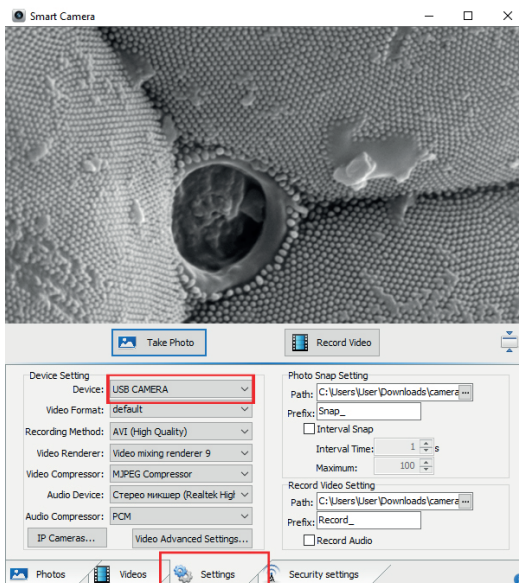 Smart Camera
Take Photo
Record Video
Device Setting
Device: USB CAMERA
Video Format: default
Recording Method: AVI (High Quality)
Video Renderer: Video mixing renderer 9
Video Compressor: MJPEG Compressor
Audio Device: Стерео микшер (Realtek High
Audio Compressor: PCM
IP Cameras...
Video Advanced Settings...
Photo Snap Setting
Path: C:\Users\User\Downloads\camera ...
Prefix: Snap_
Interval Snap
Interval Time: 1 s
Maximum: 100
Record Video Setting
Path: C:\Users\User\Downloads\camera ...
Prefix: Record_
Record Audio
Photos
Videos
Settings
Security settings